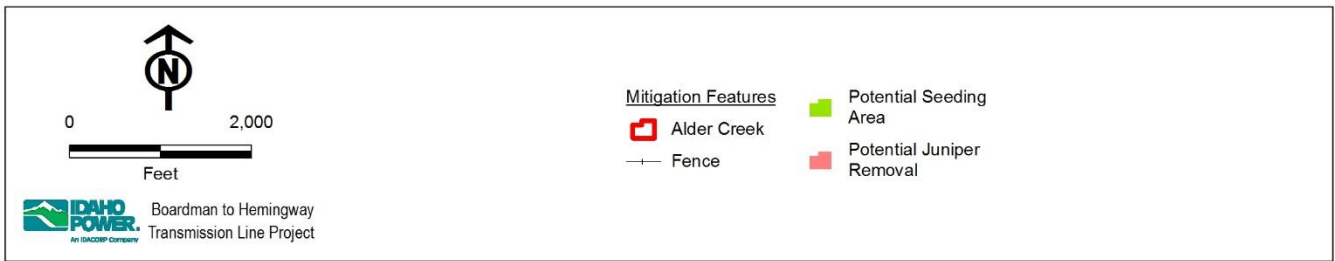 N
0 2,000
Feet
IDAHO
POWER.
An IDACORP Company
Boardman to Hemingway
Transmission Line Project
Mitigation Features
Alder Creek
Fence
Potential Seeding
Area
Potential Juniper
Removal